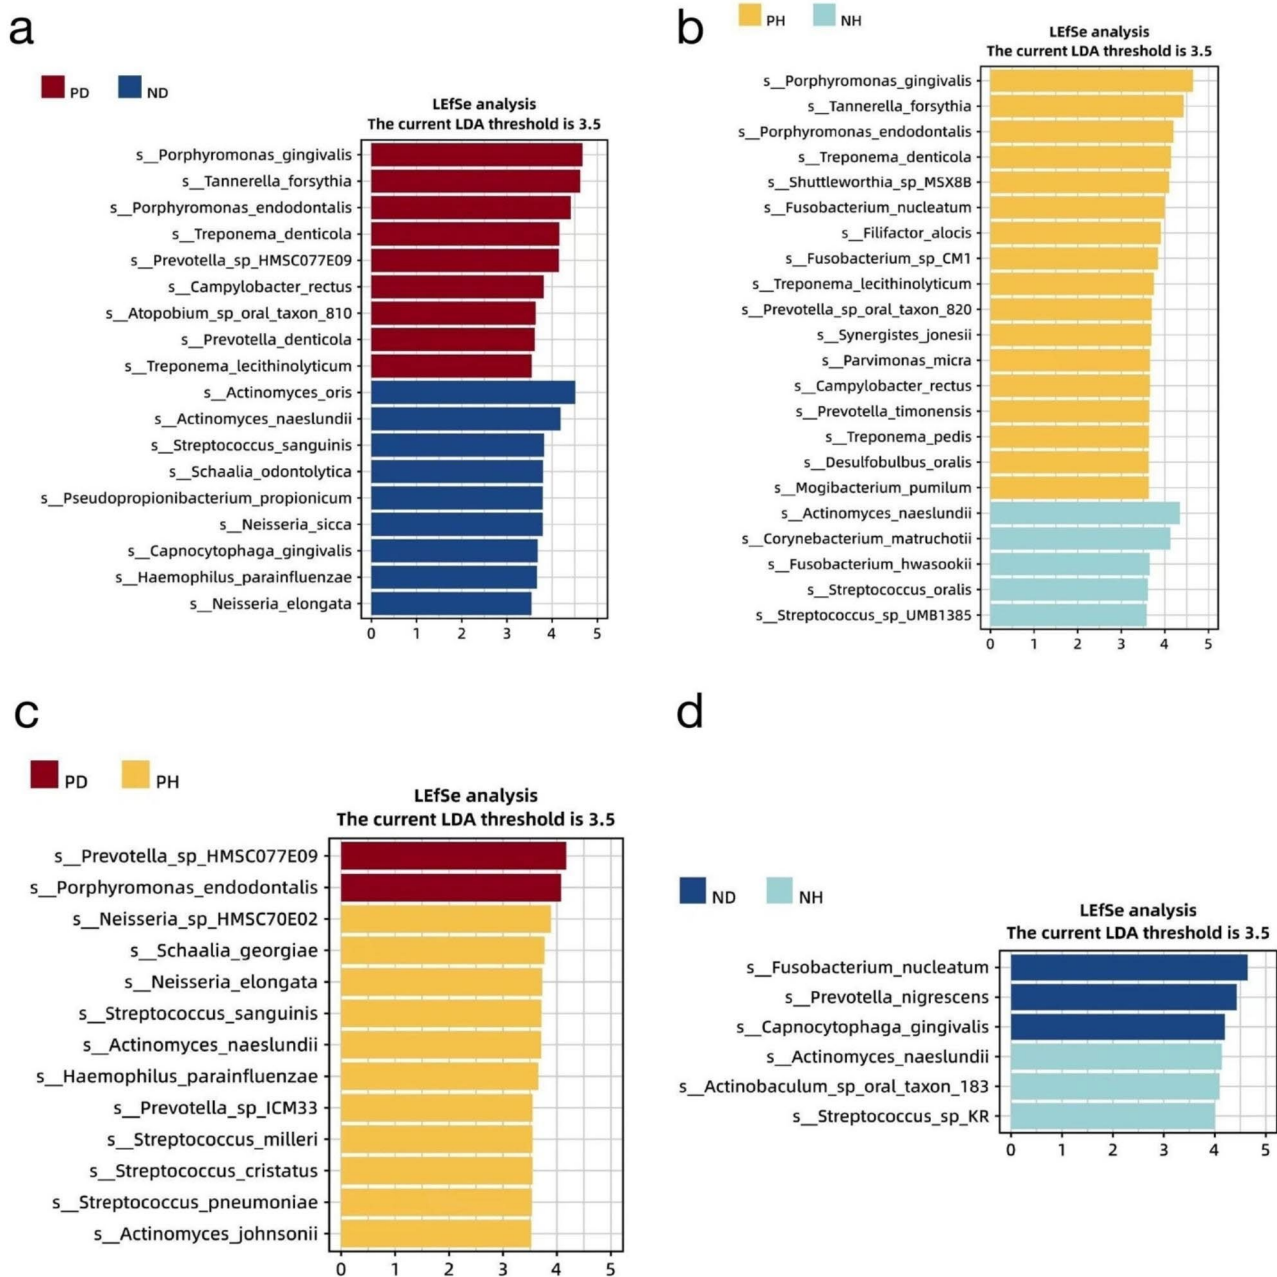 a
PD ND
LEfSe analysis
The current LDA threshold is 3.5
s__Porphyromonas_gingivalis
s__Tannerella_forsythia
s__Porphyromonas_endodontalis
s__Treponema_denticola
s__Prevotella_sp_HMSC077E09
s__Campylobacter_rectus
s__Atopobium_sp_oral_taxon_810
s__Prevotella_denticola
s__Treponema_lecithinolyticum
s__Actinomyces_oris
s__Actinomyces_naeslundii
s__Streptococcus_sanguinis
s__Schaalia_odontolytica
s__Pseudopropionibacterium_propionicum
s__Neisseria_sicca
s__Capnocytophaga_gingivalis
s__Haemophilus_parainfluenzae
s__Neisseria_elongata
0 1 2 3 4 5
b
PH NH
LEfSe analysis
The current LDA threshold is 3.5
s__Porphyromonas_gingivalis
s__Tannerella_forsythia
s__Porphyromonas_endodontalis
s__Treponema_denticola
s__Shuttleworthia_sp_MSX8B
s__Fusobacterium_nucleatum
s__Filifactor_alocis
s__Fusobacterium_sp_CM1
s__Treponema_lecithinolyticum
s__Prevotella_sp_oral_taxon_820
s__Synergistes_jonesii
s__Parvimonas_micra
s__Campylobacter_rectus
s__Prevotella_timonensis
s__Treponema_pedis
s__Desulfobulbus_oralis
s__Mogibacterium_pumilum
s__Actinomyces_naeslundii
s__Corynebacterium_matruchotii
s__Fusobacterium_hwasookii
s__Streptococcus_oralis
s__Streptococcus_sp_UMB1385
0 1 2 3 4 5
c
PD PH
LEfSe analysis
The current LDA threshold is 3.5
s__Prevotella_sp_HMSC077E09
s__Porphyromonas_endodontalis
s__Neisseria_sp_HMSC70E02
s__Schaalia_georgiae
s__Neisseria_elongata
s__Streptococcus_sanguinis
s__Actinomyces_naeslundii
s__Haemophilus_parainfluenzae
s__Prevotella_sp_ICM33
s__Streptococcus_milleri
s__Streptococcus_cristatus
s__Streptococcus_pneumoniae
s__Actinomyces_johnsonii
0 1 2 3 4 5
d
ND NH
LEfSe analysis
The current LDA threshold is 3.5
s__Fusobacterium_nucleatum
s__Prevotella_nigrescens
s__Capnocytophaga_gingivalis
s__Actinomyces_naeslundii
s__Actinobaculum_sp_oral_taxon_183
s__Streptococcus_sp_KR
0 1 2 3 4 5